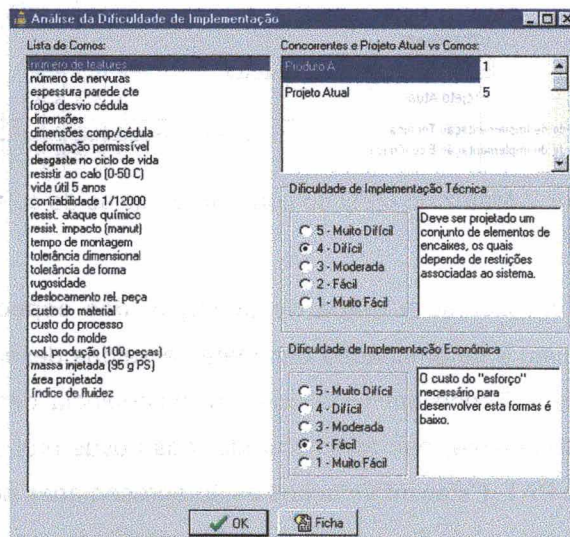 Análise da Dificuldade de Implementação
Lista de Comos:
número de features
número de nervuras
espessura parede cte
folga desvio cédula
dimensões
dimensões comp/cédula
deformação permissível
desgaste no ciclo de vida
resistir ao calo (0-50 C)
vide útil 5 anos
confiabilidade 1/12000
resist. ataque químico
resist. impacto (manut)
tempo de montagem
tolerância dimensional
tolerância de forma
rugosidade
deslocamento rel. peça
custo do material
custo do processo
custo do molde
vol. produção (100 peças)
massa injetada (95 g PS)
área projetada
índice de fluidez
Concorrentes e Projeto Atual vs Comos:
Produro A 1
Projeto Atual 5
Dificuldade de Implementação Técnica
5 - Muito Difícil
4 - Difícil
3 - Moderada
2 - Fácil
1 - Muito Fácil
Deve ser projetado um
conjunto de elementos de
encaixes, os quais
depende de restrições
associadas ao sistema.
Dificuldade de Implementação Econômica
5 - Muito Difícil
4 - Difícil
3 - Moderada
2 - Fácil
1 - Muito Fácil
O custo do "esforço"
necessário para
desenvolver esta formas é
baixo.
OK
Ficha